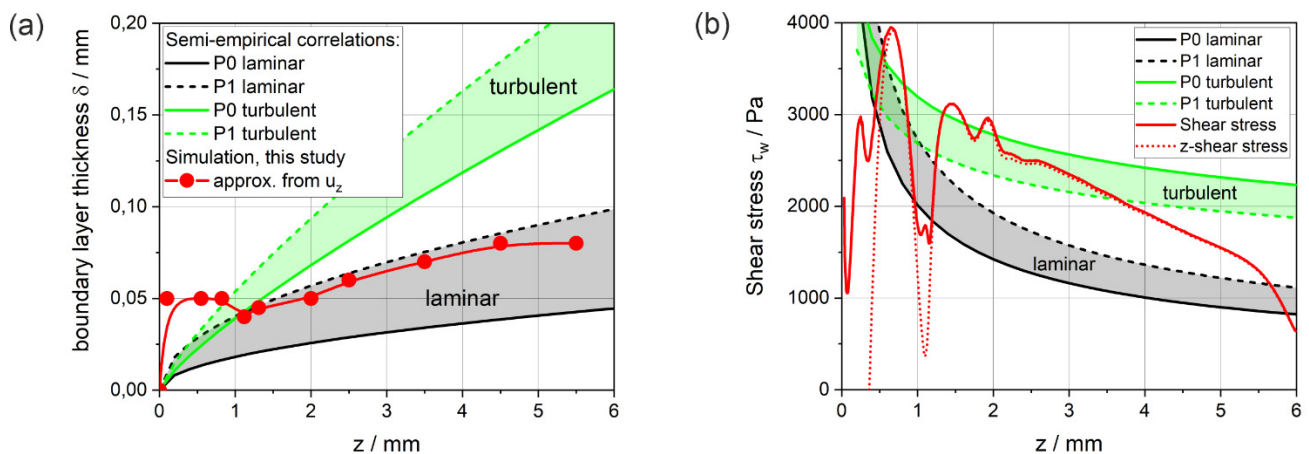 (a)
boundary layer thickness δ / mm
0,20
0,15
0,10
0,05
0,00
0
1
2
3
4
5
6
z / mm
Semi-empirical correlations:
P0 laminar
P1 laminar
P0 turbulent
P1 turbulent
Simulation, this study
approx. from u_z
turbulent
laminar
(b)
Shear stress τ_w / Pa
4000
3000
2000
1000
0
0
1
2
3
4
5
6
z / mm
P0 laminar
P1 laminar
P0 turbulent
P1 turbulent
Shear stress
z-shear stress
turbulent
laminar